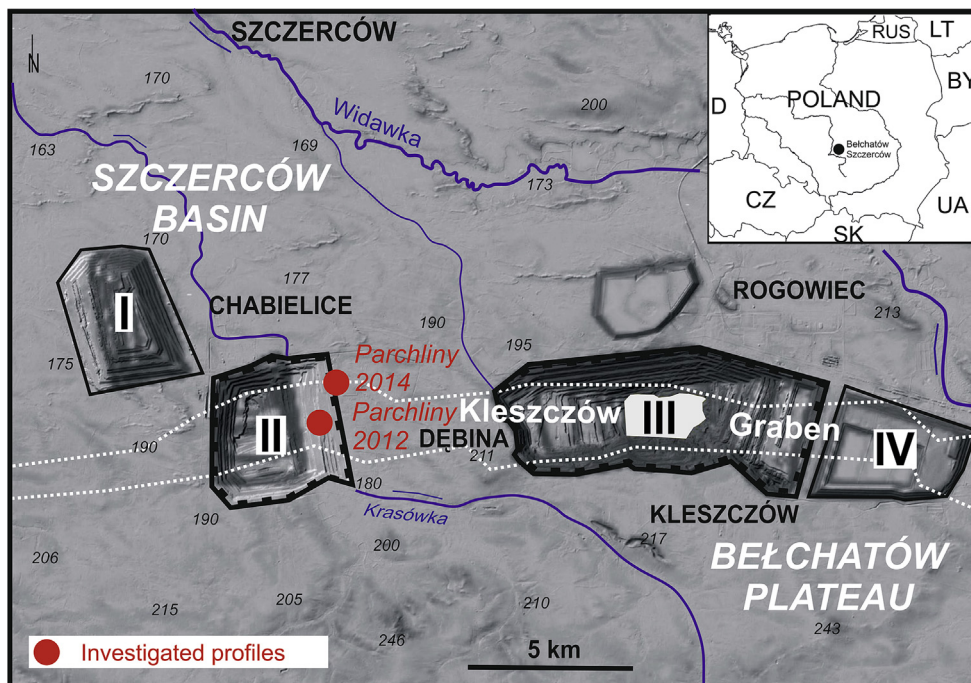 SZCZERCÓW
N
170
200
Widawka
163
169
173
SZCZERCÓW
BASIN
170
177
CHABIELICE
I
175
190
195
ROGOWIEC
213
Parchliny
2014
Parchliny
2012
II
190
DĘBINA
211
Kleszczów
III
Graben
IV
180
190
Krasówka
KLESZCZÓW
217
BEŁCHATÓW
PLATEAU
206
200
215
205
210
246
243
Investigated profiles
5 km
RUS
LT
BY
POLAND
D
Bełchatów
Szczerców
CZ
UA
SK